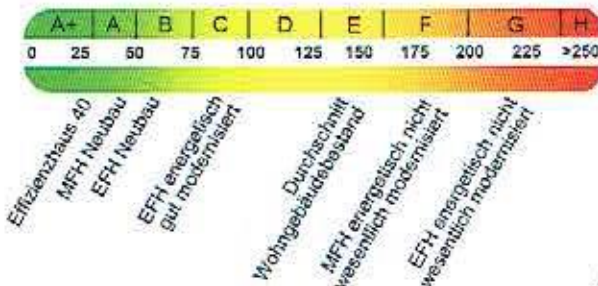 A+ A B C D E F G H
0 25 50 75 100 125 150 175 200 225 >250
Effizienzhaus 40
MFH Neubau
EFH Neubau
EFH energetisch
gut modernisiert
Durchschnitt
Wohngebäudebestand
MFH energetisch nicht
wesentlich modernisiert
EFH energetisch nicht
wesentlich modernisiert